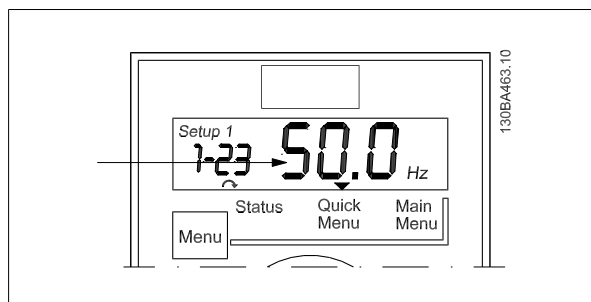 130BA463.10
Setup 1
1-23 50.0 Hz
Status Quick Menu Main Menu
Menu